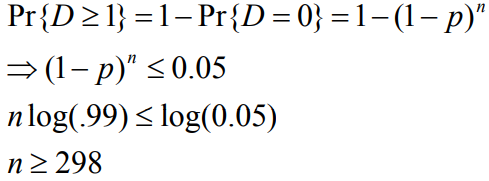 Pr{D ≥ 1} = 1 − Pr{D = 0} = 1 − (1 − p)ⁿ
⇒ (1 − p)ⁿ ≤ 0.05
n log(.99) ≤ log(0.05)
n ≥ 298